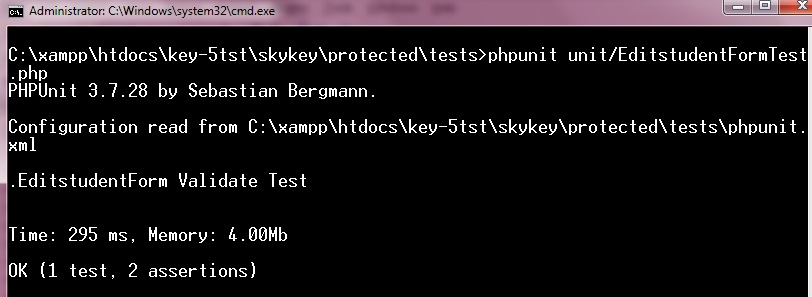 Administrator: C:\Windows\system32\cmd.exe
C:\xampp\htdocs\key-5tst\skykey\protected\tests>phpunit unit/EditstudentFormTest
.php
PHPUnit 3.7.28 by Sebastian Bergmann.
Configuration read from C:\xampp\htdocs\key-5tst\skykey\protected\tests\phpunit.
xml
.EditstudentForm Validate Test
Time: 295 ms, Memory: 4.00Mb
OK (1 test, 2 assertions)